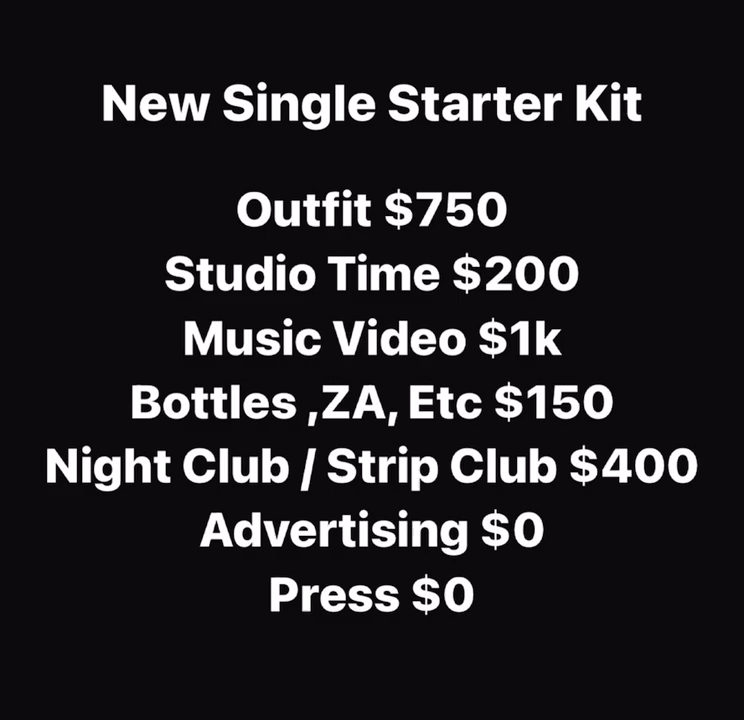 New Single Starter Kit
Outfit $750
Studio Time $200
Music Video $1k
Bottles ,ZA, Etc $150
Night Club / Strip Club $400
Advertising $0
Press $0